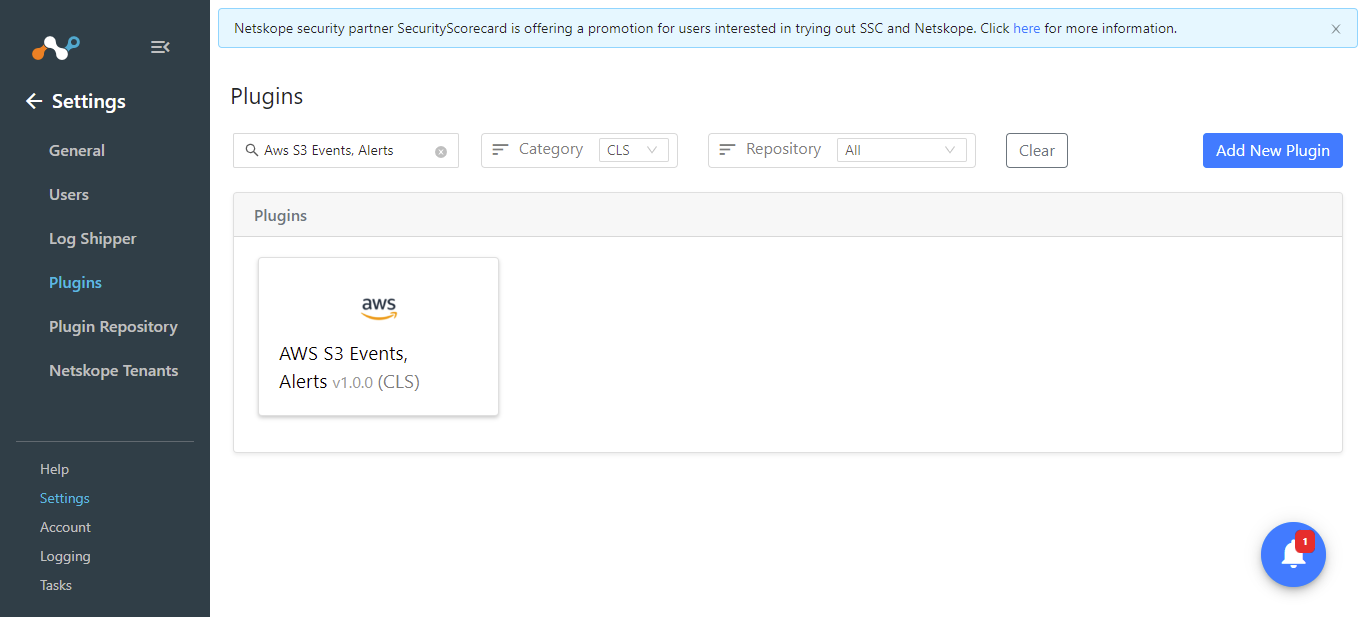 Netskope security partner SecurityScorecard is offering a promotion for users interested in trying out SSC and Netskope. Click here for more information.
Settings
General
Users
Log Shipper
Plugins
Plugin Repository
Netskope Tenants
Help
Settings
Account
Logging
Tasks
Plugins
Aws S3 Events, Alerts
Category CLS
Repository All
Clear
Add New Plugin
Plugins
aws
AWS S3 Events,
Alerts v1.0.0 (CLS)
1